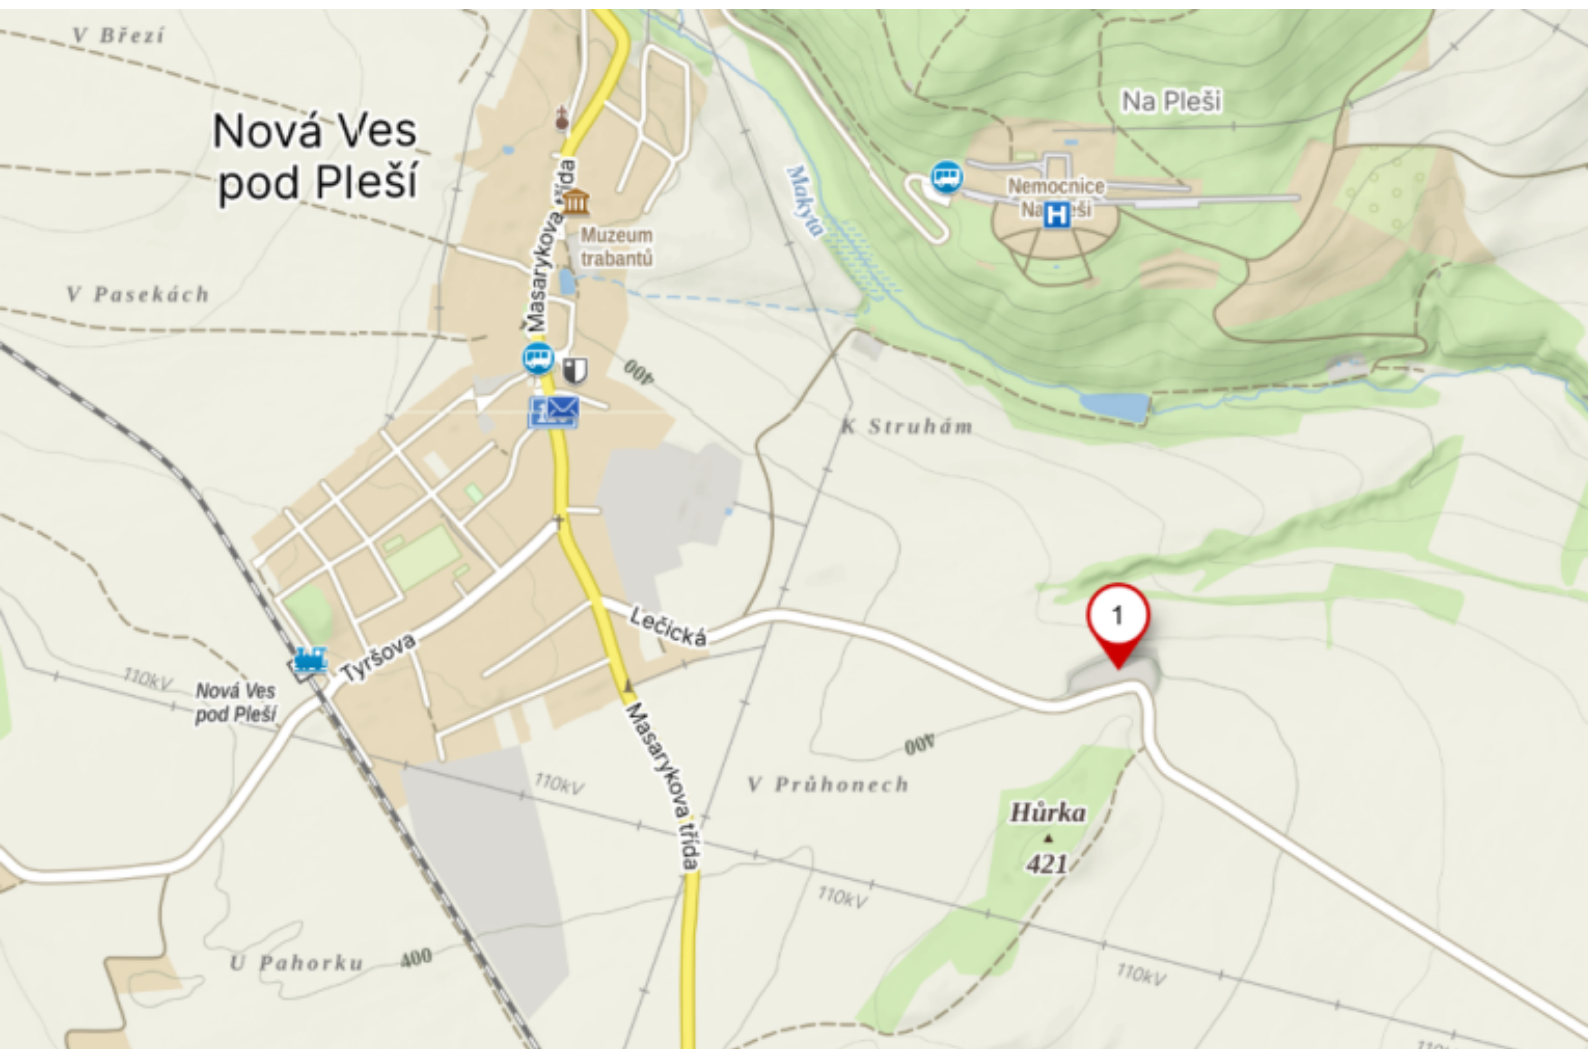 V Březí
Nová Ves
pod Pleší
Na Pleši
Makyta
Nemocnice
Na Pleši
H
Masarykova třída
Muzeum
trabantů
V Pasekách
400
K Struhám
1
Lečická
Tyršova
110kV
Nová Ves
pod Pleší
Masarykova třída
400
110kV
V Průhonech
Hůrka
421
110kV
U Pahorku
400
110kV